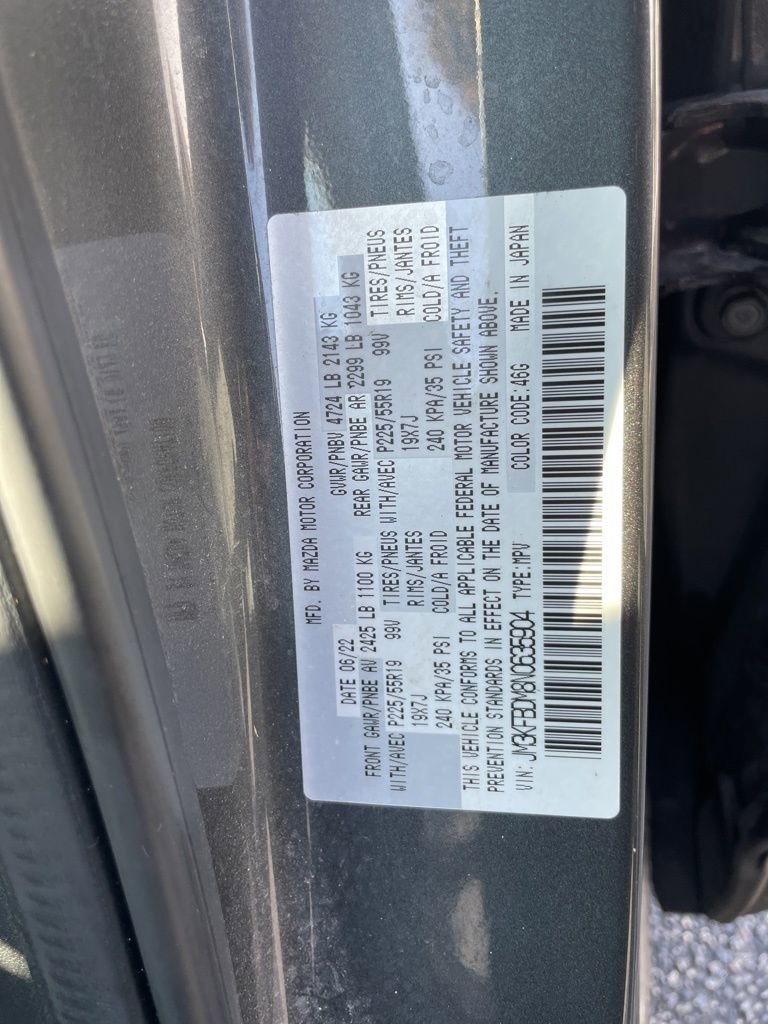 MFD. BY MAZDA MOTOR CORPORATION
DATE 06/22 GVWR/PNBV 4724 LB 2143 KG
FRONT GAWR/PNBE AV 2425 LB 1100 KG REAR GAWR/PNBE AR 2299 LB 1043 KG
WITH/AVEC P225/55R19 99V TIRES/PNEUS WITH/AVEC P225/55R19 99V TIRES/PNEUS
19X7J RIMS/JANTES 19X7J RIMS/JANTES
240 KPA/35 PSI COLD/A FROID 240 KPA/35 PSI COLD/A FROID
THIS VEHICLE CONFORMS TO ALL APPLICABLE FEDERAL MOTOR VEHICLE SAFETY AND THEFT
PREVENTION STANDARDS IN EFFECT ON THE DATE OF MANUFACTURE SHOWN ABOVE.
VIN: JM3KFBDM8N0635904 TYPE:MPV COLOR CODE:46G MADE IN JAPAN